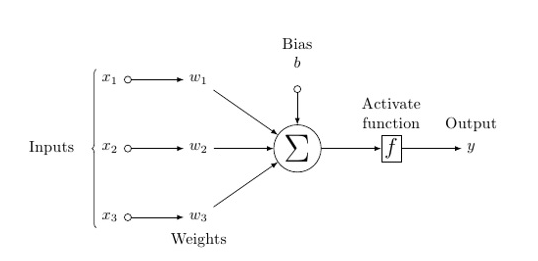 Bias
b
x₁ w₁
Activate
function
Output
Inputs x₂ w₂ ∑ f y
x₃ w₃
Weights